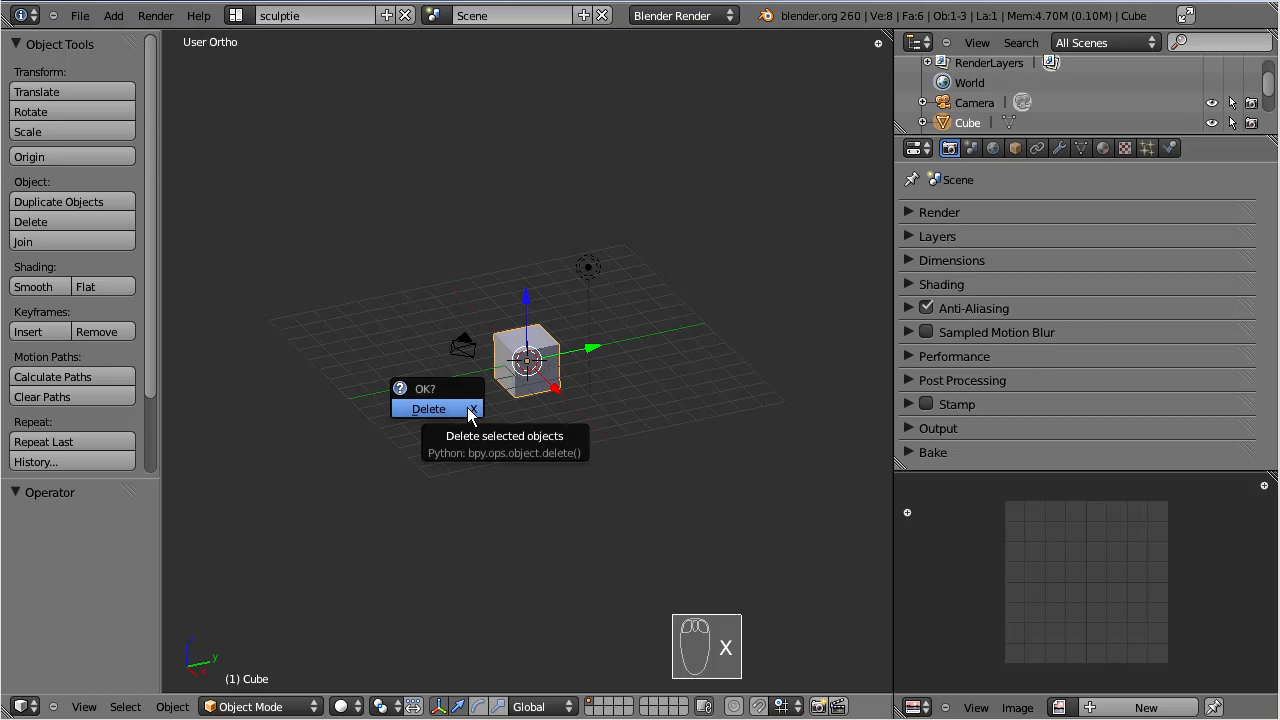 File Add Render Help sculptie Scene Blender Render blender.org 260 | Ve:8 | Fa:6 | Ob:1-3 | La:1 | Mem:4.70M (0.10M) | Cube
Object Tools
Transform:
Translate
Rotate
Scale
Origin
Object:
Duplicate Objects
Delete
Join
Shading:
Smooth Flat
Keyframes:
Insert Remove
Motion Paths:
Calculate Paths
Clear Paths
Repeat:
Repeat Last
History...
Operator
User Ortho
OK?
Delete X
Delete selected objects
Python: bpy.ops.object.delete()
X
z
y
x
(1) Cube
View Select Object Object Mode Global
View Search All Scenes
RenderLayers
World
Camera
Cube
Scene
Render
Layers
Dimensions
Shading
Anti-Aliasing
Sampled Motion Blur
Performance
Post Processing
Stamp
Output
Bake
View Image New